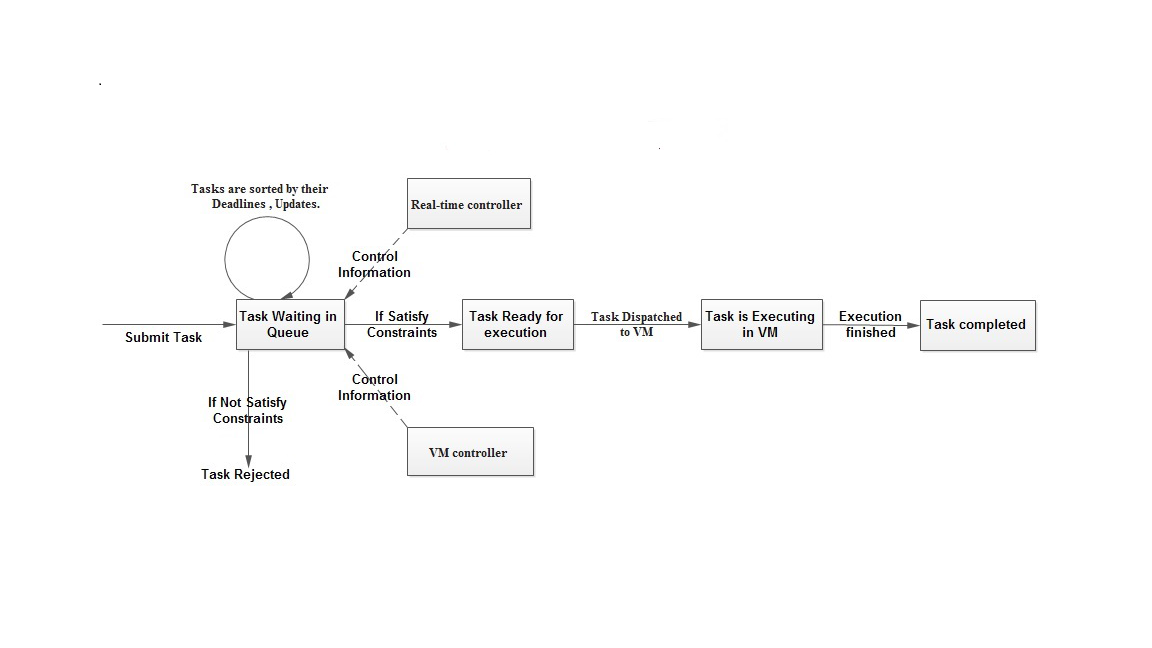 Tasks are sorted by their
Deadlines , Updates.
Real-time controller
Control
Information
Submit Task
Task Waiting in
Queue
If Satisfy
Constraints
Task Ready for
execution
Task Dispatched
to VM
Task is Executing
in VM
Execution
finished
Task completed
Control
Information
If Not Satisfy
Constraints
VM controller
Task Rejected